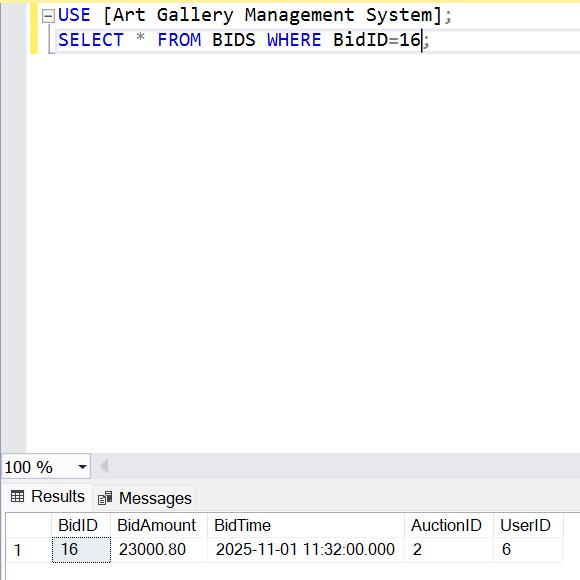 USE [Art Gallery Management System];
SELECT * FROM BIDS WHERE BidID=16;
100 %
Results Messages
BidID BidAmount BidTime AuctionID UserID
1 16 23000.80 2025-11-01 11:32:00.000 2 6